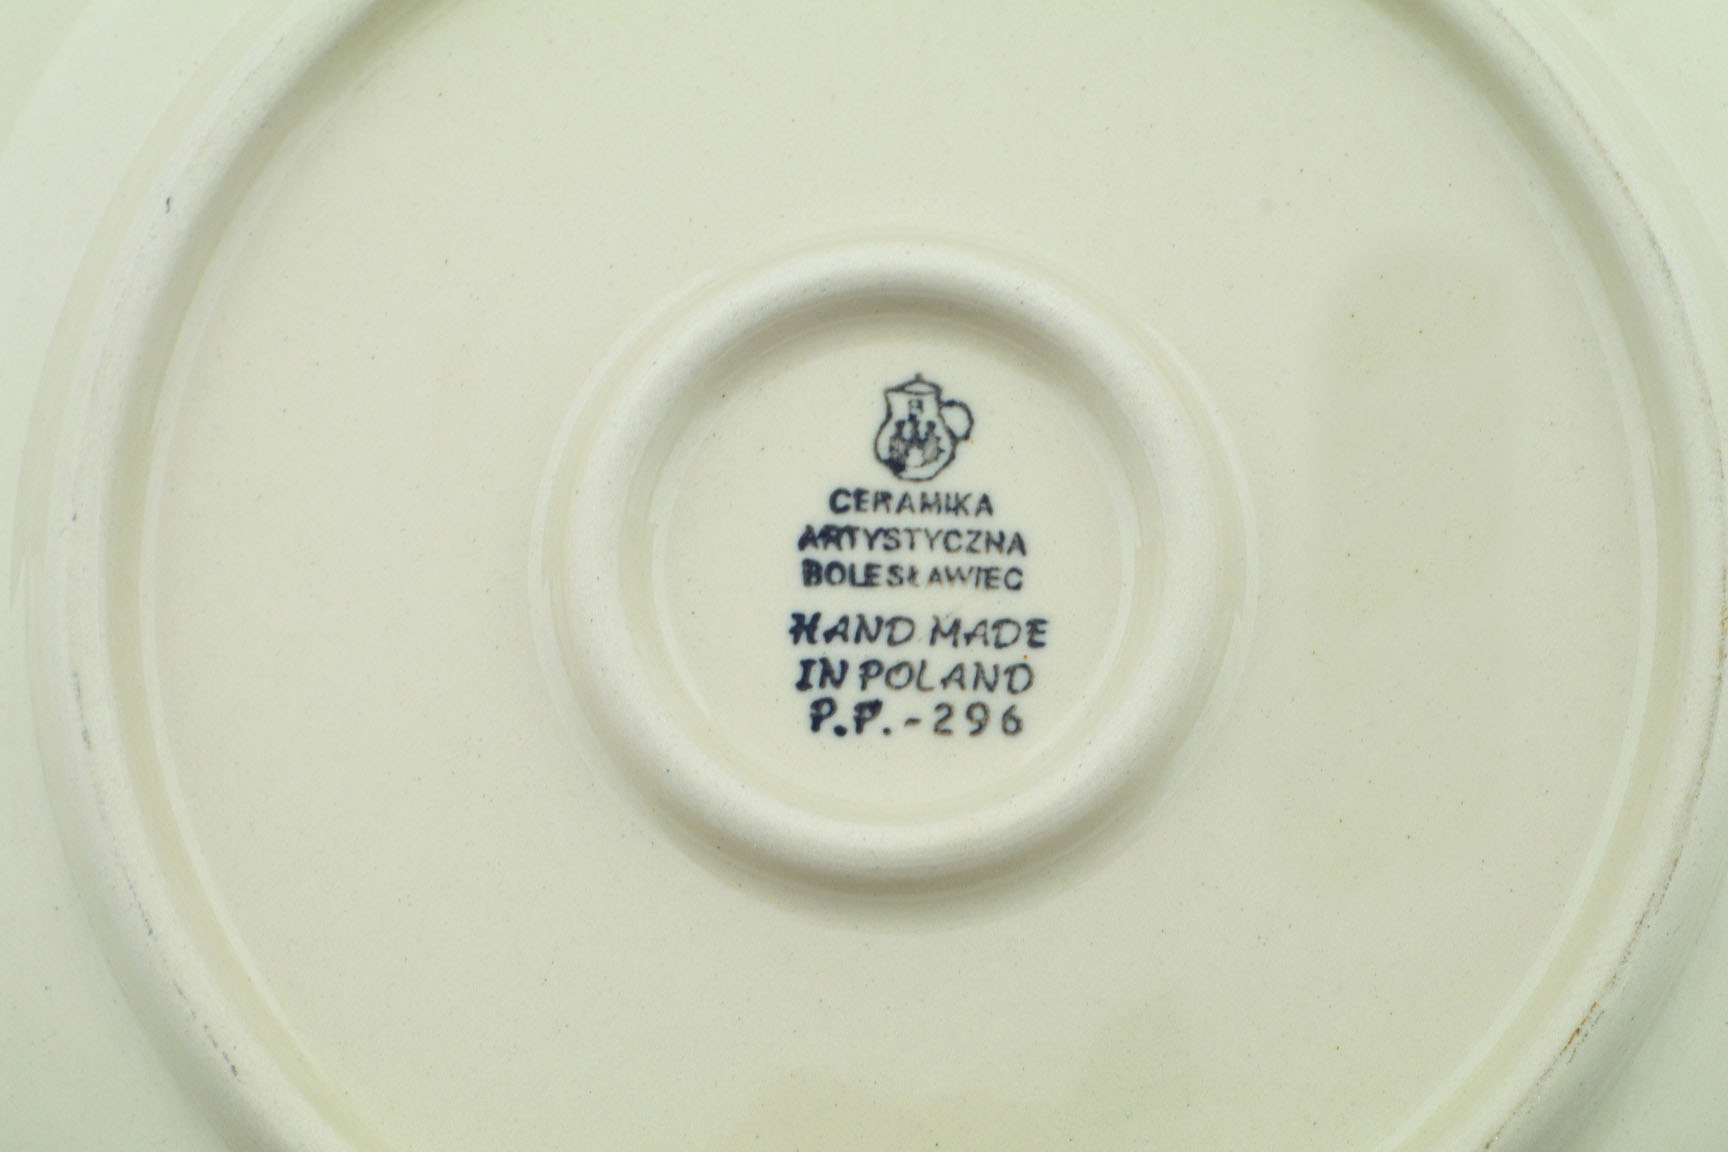 CERAMIKA
ARTYSTYCZNA
BOLESŁAWIEC
HAND MADE
IN POLAND
P.P.-296